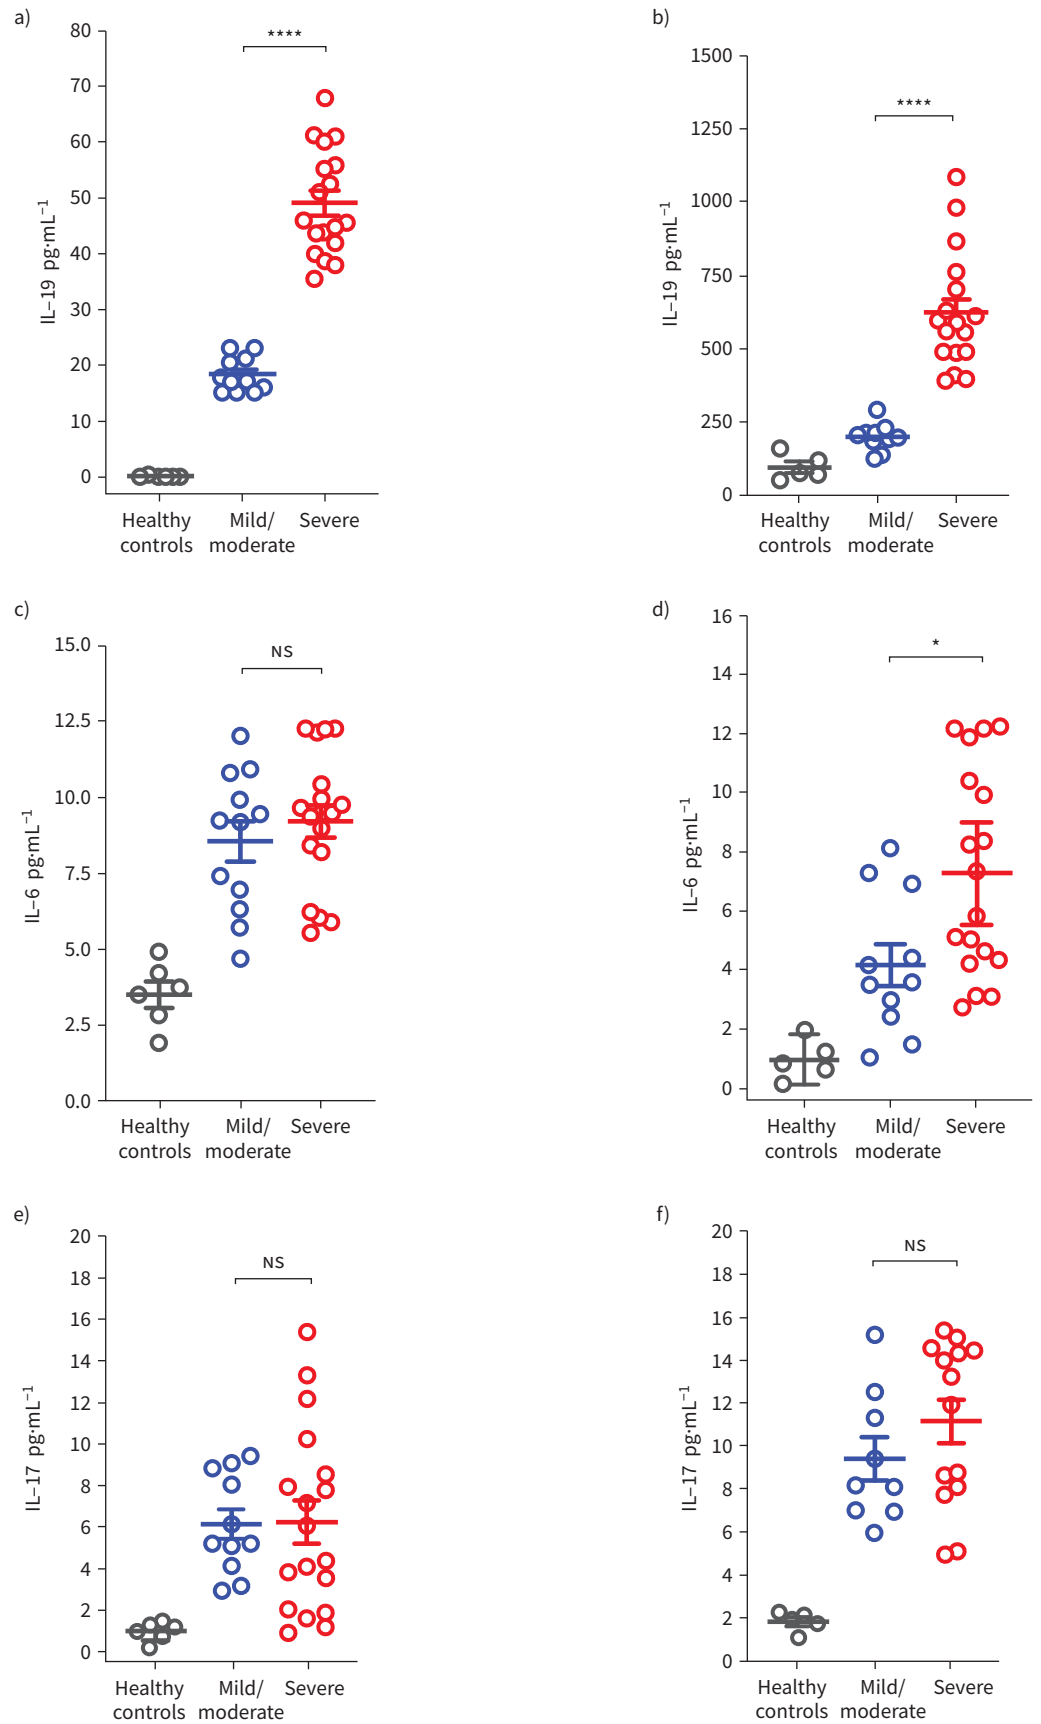 a)
80
70
60
50
40
30
20
10
0
IL–19 pg·mL⁻¹
****
Healthy controls
Mild/ moderate
Severe
b)
1500
1250
1000
750
500
250
0
IL–19 pg·mL⁻¹
****
Healthy controls
Mild/ moderate
Severe
c)
15.0
12.5
10.0
7.5
5.0
2.5
0.0
IL–6 pg·mL⁻¹
NS
Healthy controls
Mild/ moderate
Severe
d)
16
14
12
10
8
6
4
2
0
IL–6 pg·mL⁻¹
*
Healthy controls
Mild/ moderate
Severe
e)
20
18
16
14
12
10
8
6
4
2
0
IL–17 pg·mL⁻¹
NS
Healthy controls
Mild/ moderate
Severe
f)
20
18
16
14
12
10
8
6
4
2
0
IL–17 pg·mL⁻¹
NS
Healthy controls
Mild/ moderate
Severe